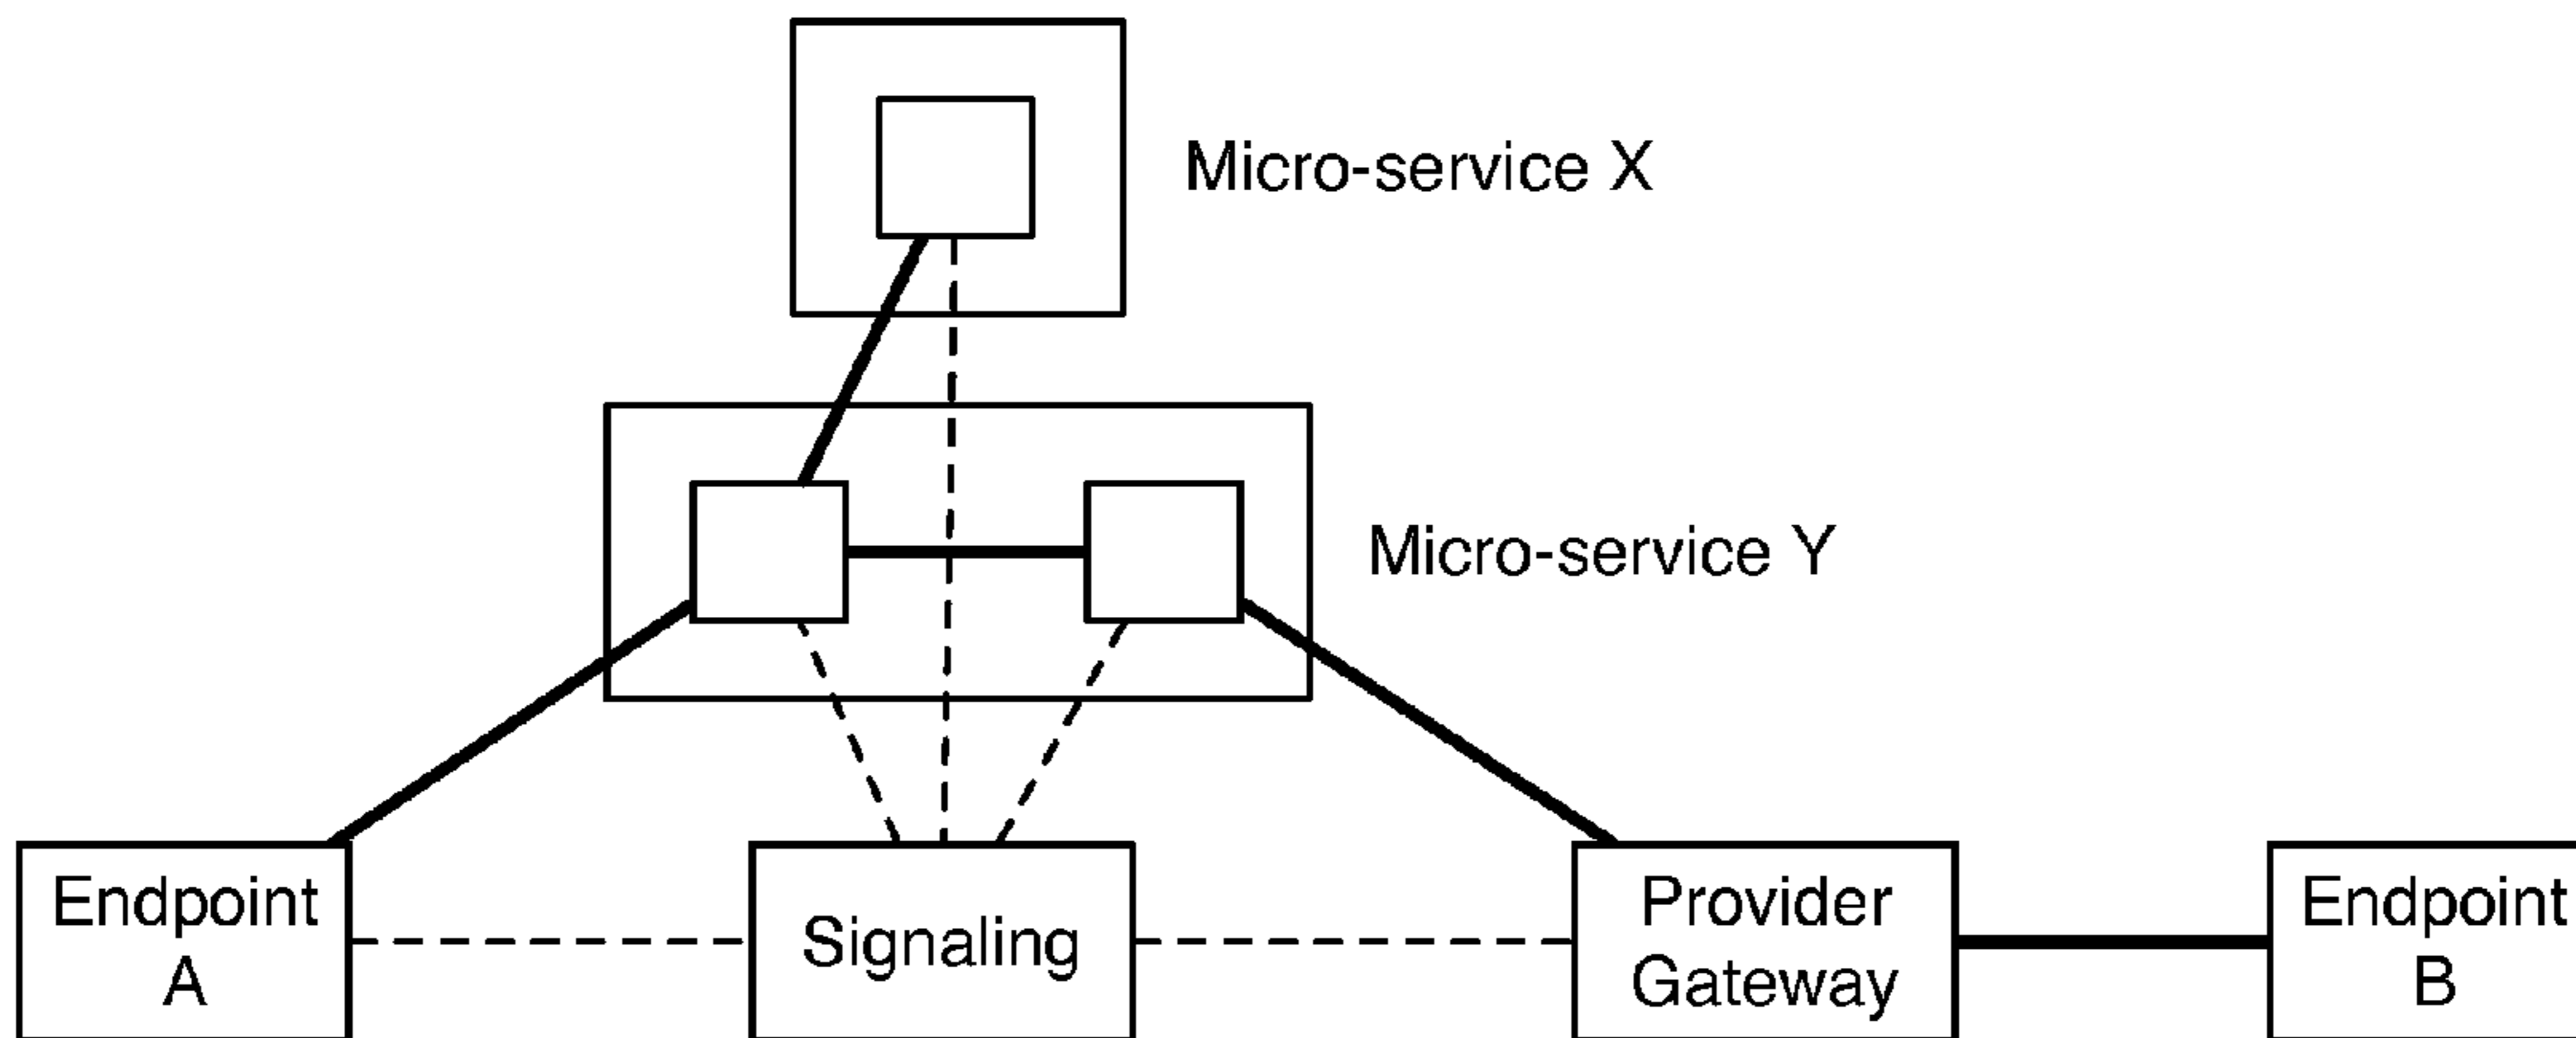 Micro-service X
Micro-service Y
Endpoint
A
Signaling
Provider
Gateway
Endpoint
B